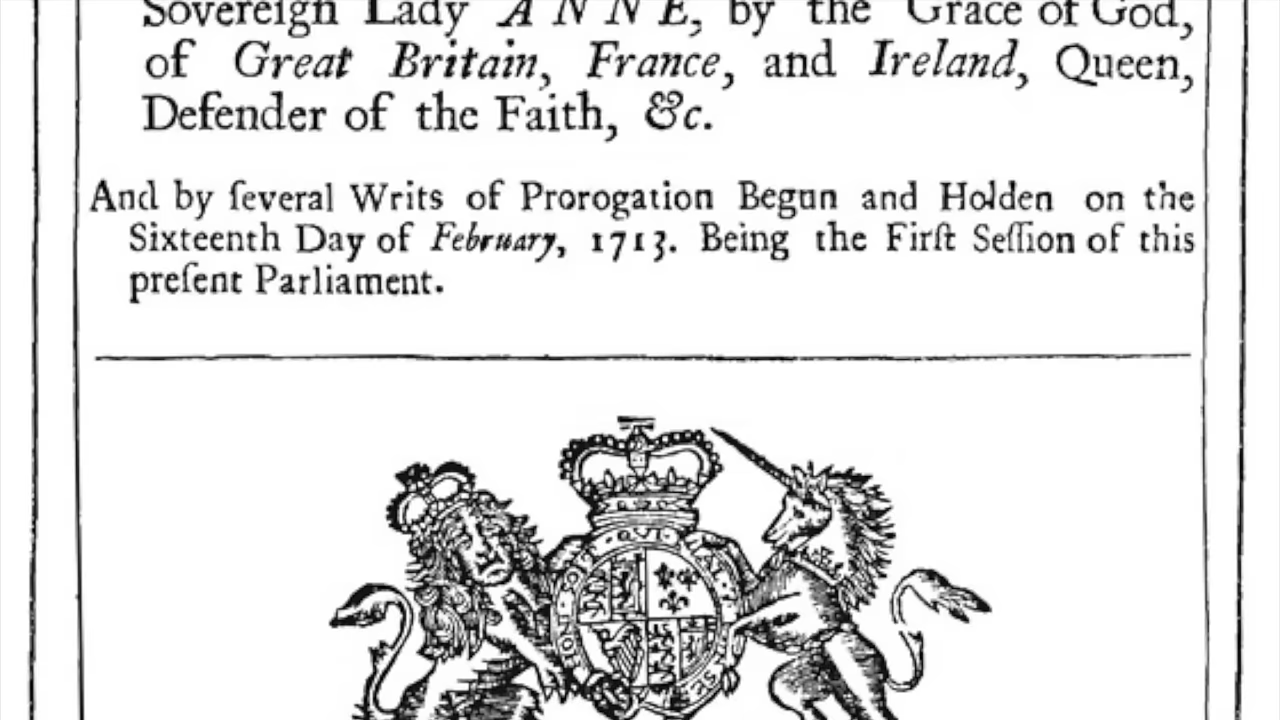 Sovereign Lady ANNE, by the Grace of God,
of Great Britain, France, and Ireland, Queen,
Defender of the Faith, &c.
And by ſeveral Writs of Prorogation Begun and Holden on the
Sixteenth Day of February, 1713. Being the Firſt Seſſion of this
preſent Parliament.
QUI